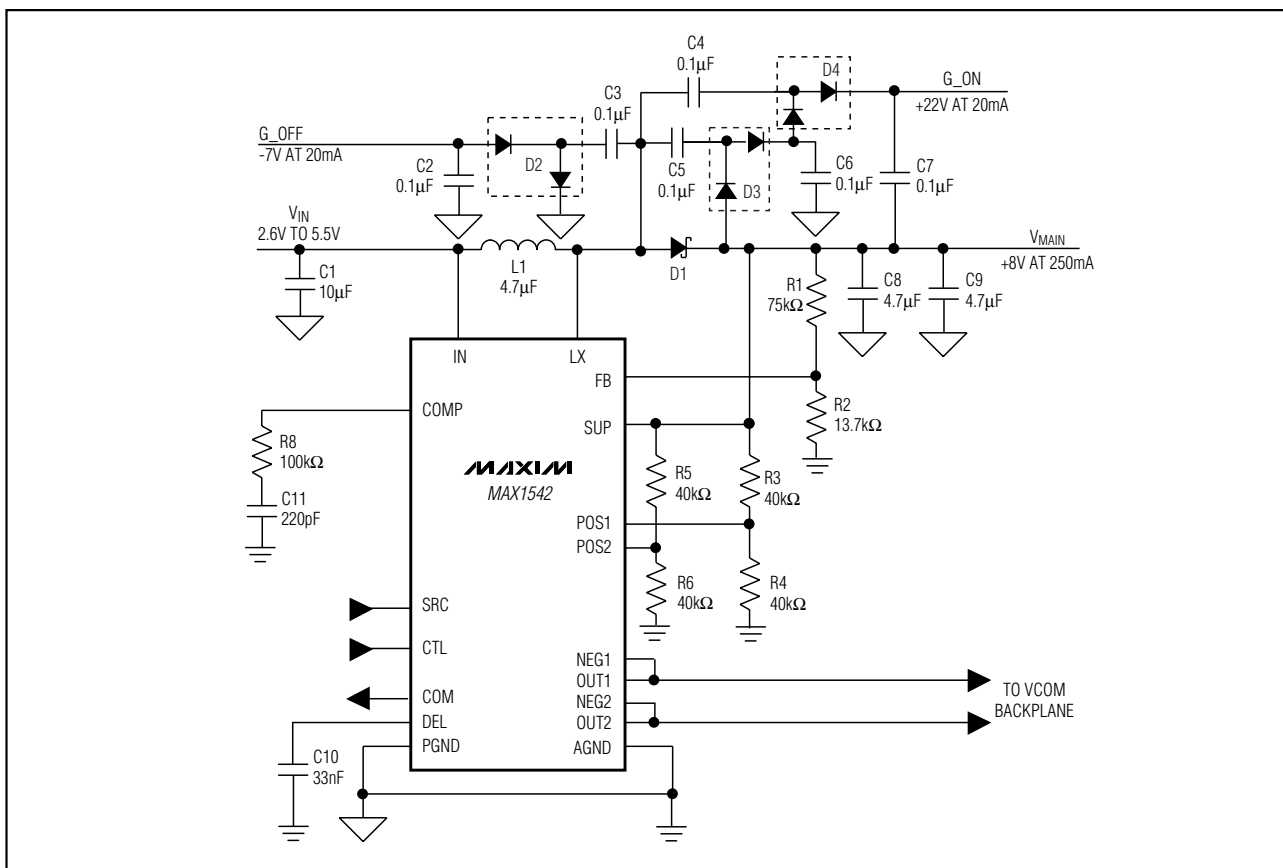 C4
0.1µF
D4
G_ON
+22V AT 20mA
C3
0.1µF
G_OFF
-7V AT 20mA
C2
0.1µF
D2
C5
0.1µF
D3
C6
0.1µF
C7
0.1µF
VIN
2.6V TO 5.5V
C1
10µF
L1
4.7µF
D1
VMAIN
+8V AT 250mA
R1
75kΩ
C8
4.7µF
C9
4.7µF
IN
LX
FB
COMP
SUP
R2
13.7kΩ
R8
100kΩ
C11
220pF
MAXIM
MAX1542
R5
40kΩ
R3
40kΩ
POS1
POS2
R6
40kΩ
R4
40kΩ
SRC
CTL
COM
DEL
PGND
NEG1
OUT1
NEG2
OUT2
AGND
TO VCOM
BACKPLANE
C10
33nF